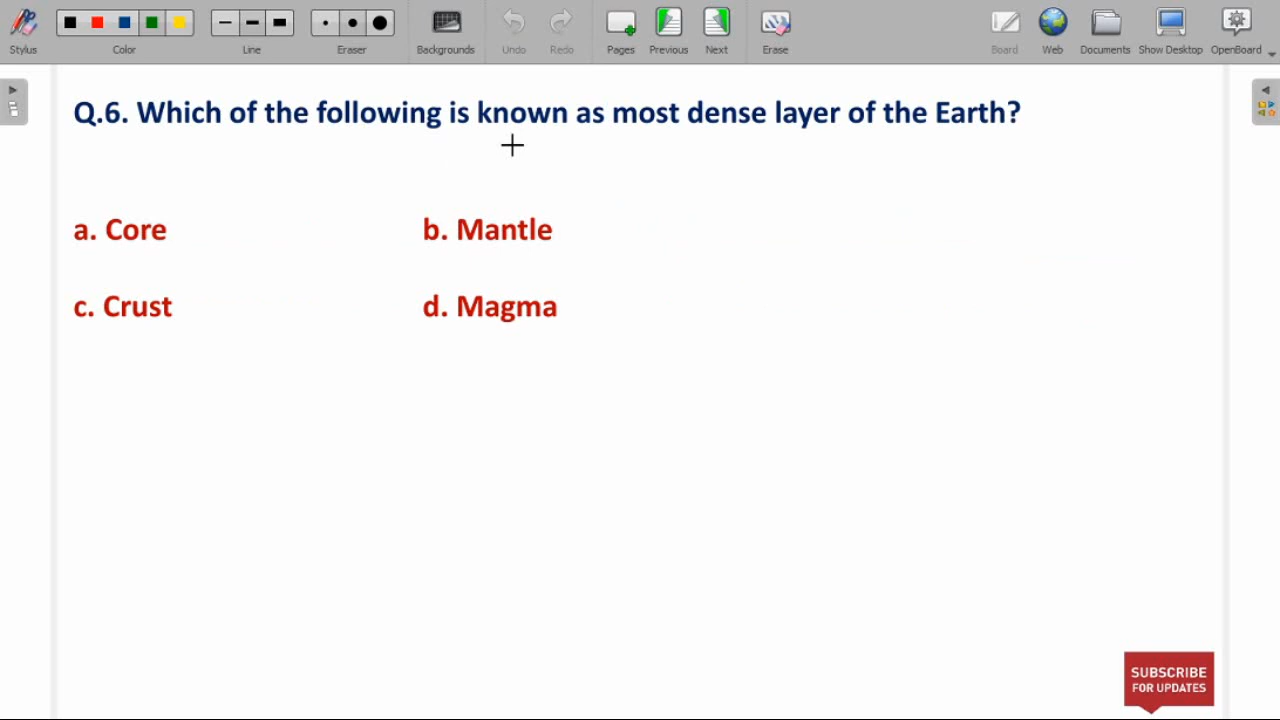 Stylus Color Line Eraser Backgrounds Undo Redo Pages Previous Next Erase Board Web Documents Show Desktop OpenBoard
Q.6. Which of the following is known as most dense layer of the Earth?
a. Core b. Mantle
c. Crust d. Magma
SUBSCRIBE
FOR UPDATES